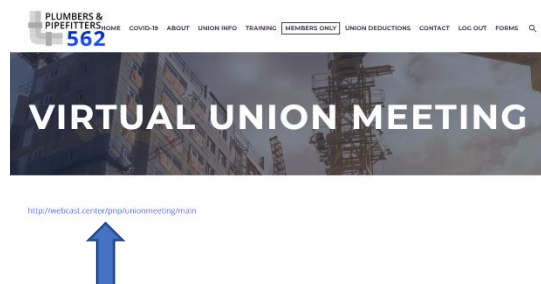 PLUMBERS &
PIPEFITTERS
562
HOME COVID-19 ABOUT UNION INFO TRAINING MEMBERS ONLY UNION DEDUCTIONS CONTACT LOG OUT FORMS
VIRTUAL UNION MEETING
http://webcast.center/pnp/unionmeeting/main